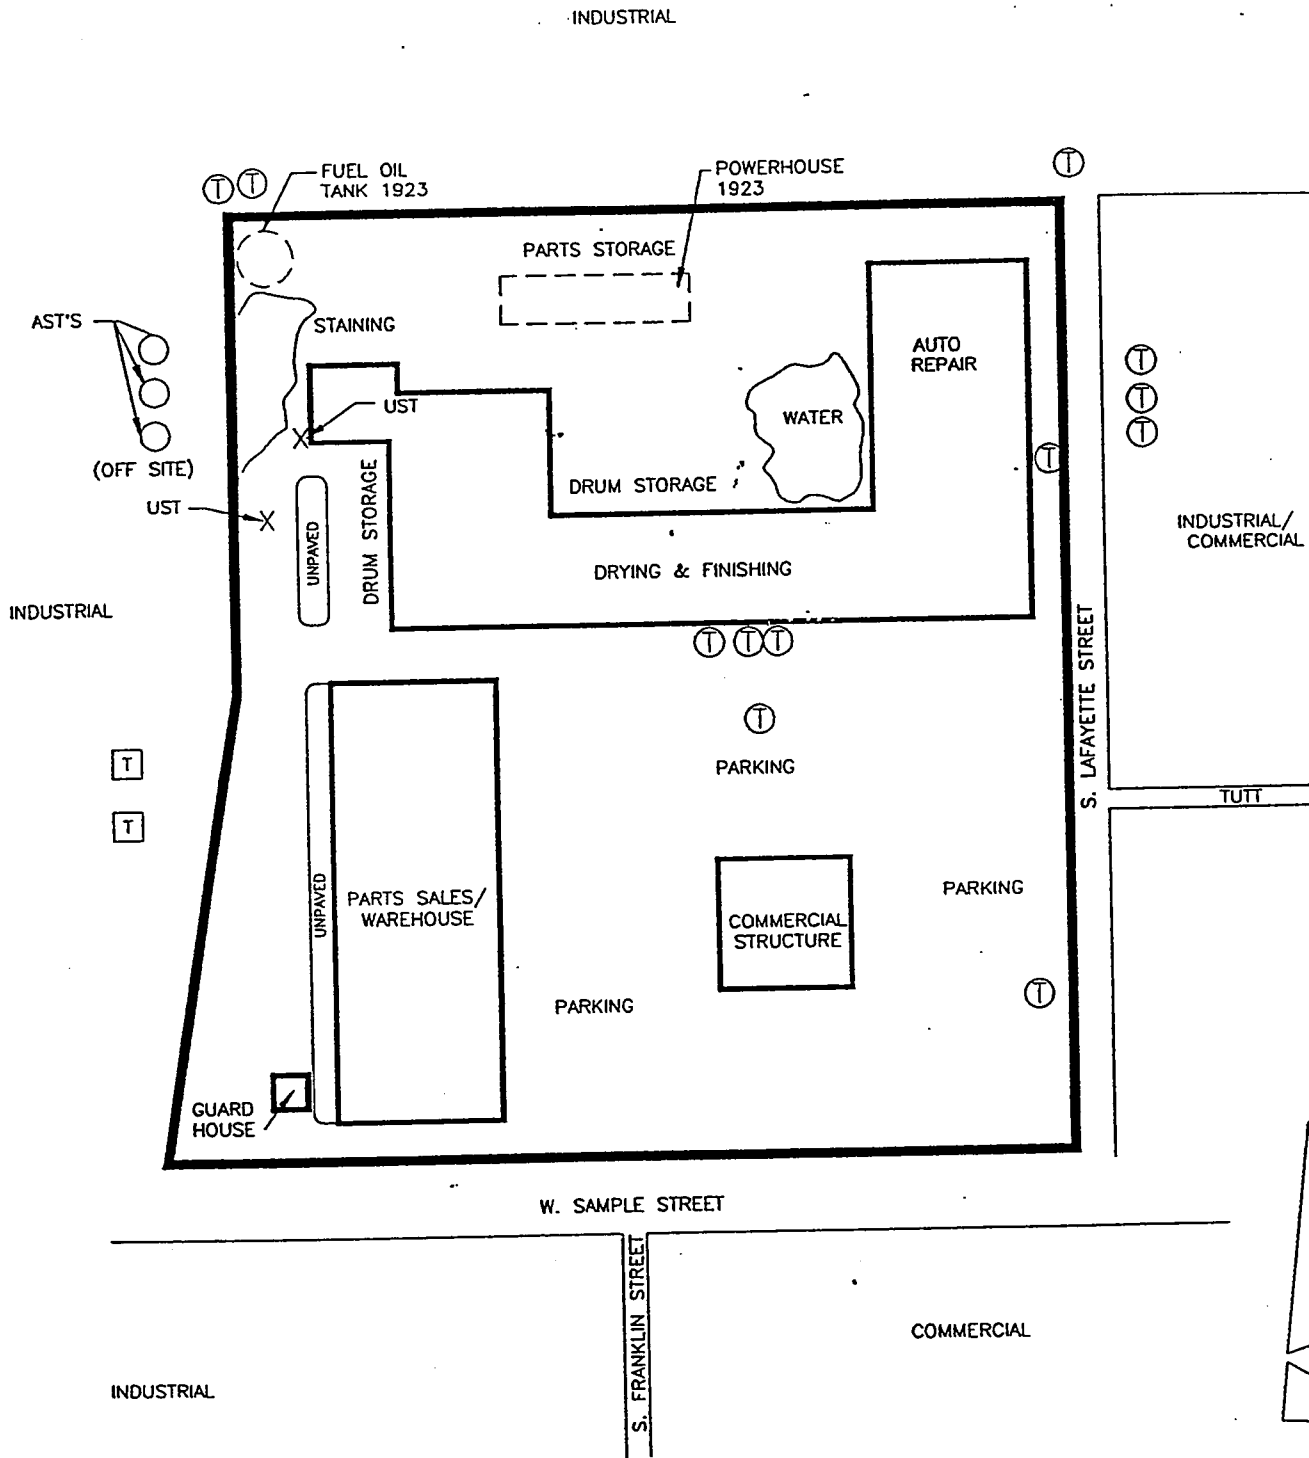 INDUSTRIAL
FUEL OIL
TANK 1923
POWERHOUSE
1923
T
T
T
PARTS STORAGE
AST'S
STAINING
AUTO
REPAIR
T
T
T
UST
WATER
(OFF SITE)
T
DRUM STORAGE
UST
UNPAVED
DRUM STORAGE
INDUSTRIAL/
COMMERCIAL
DRYING & FINISHING
INDUSTRIAL
T
T
T
S. LAFAYETTE STREET
T
T
PARKING
TUTT
T
UNPAVED
PARTS SALES/
WAREHOUSE
COMMERCIAL
STRUCTURE
PARKING
T
PARKING
GUARD
HOUSE
W. SAMPLE STREET
S. FRANKLIN STREET
COMMERCIAL
INDUSTRIAL